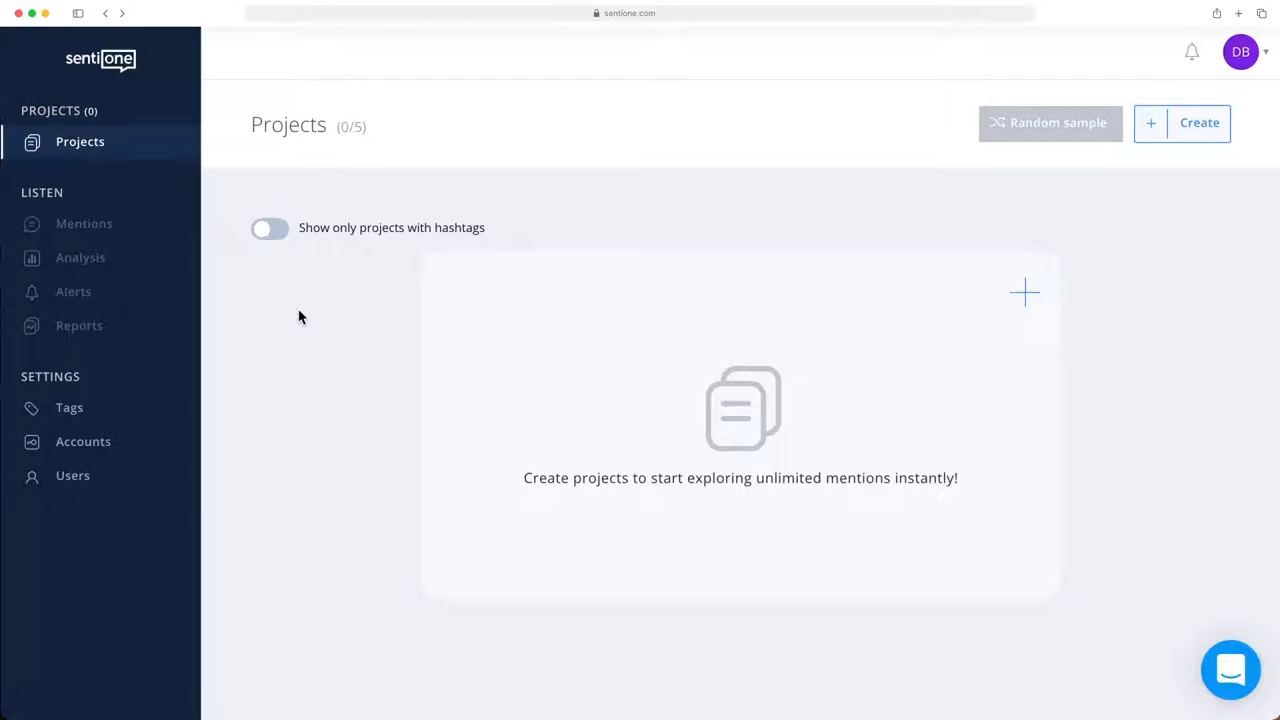 sentione.com
sentione
DB
PROJECTS (0)
Projects
LISTEN
Mentions
Analysis
Alerts
Reports
SETTINGS
Tags
Accounts
Users
Projects (0/5)
Random sample
+ Create
Show only projects with hashtags
Create projects to start exploring unlimited mentions instantly!